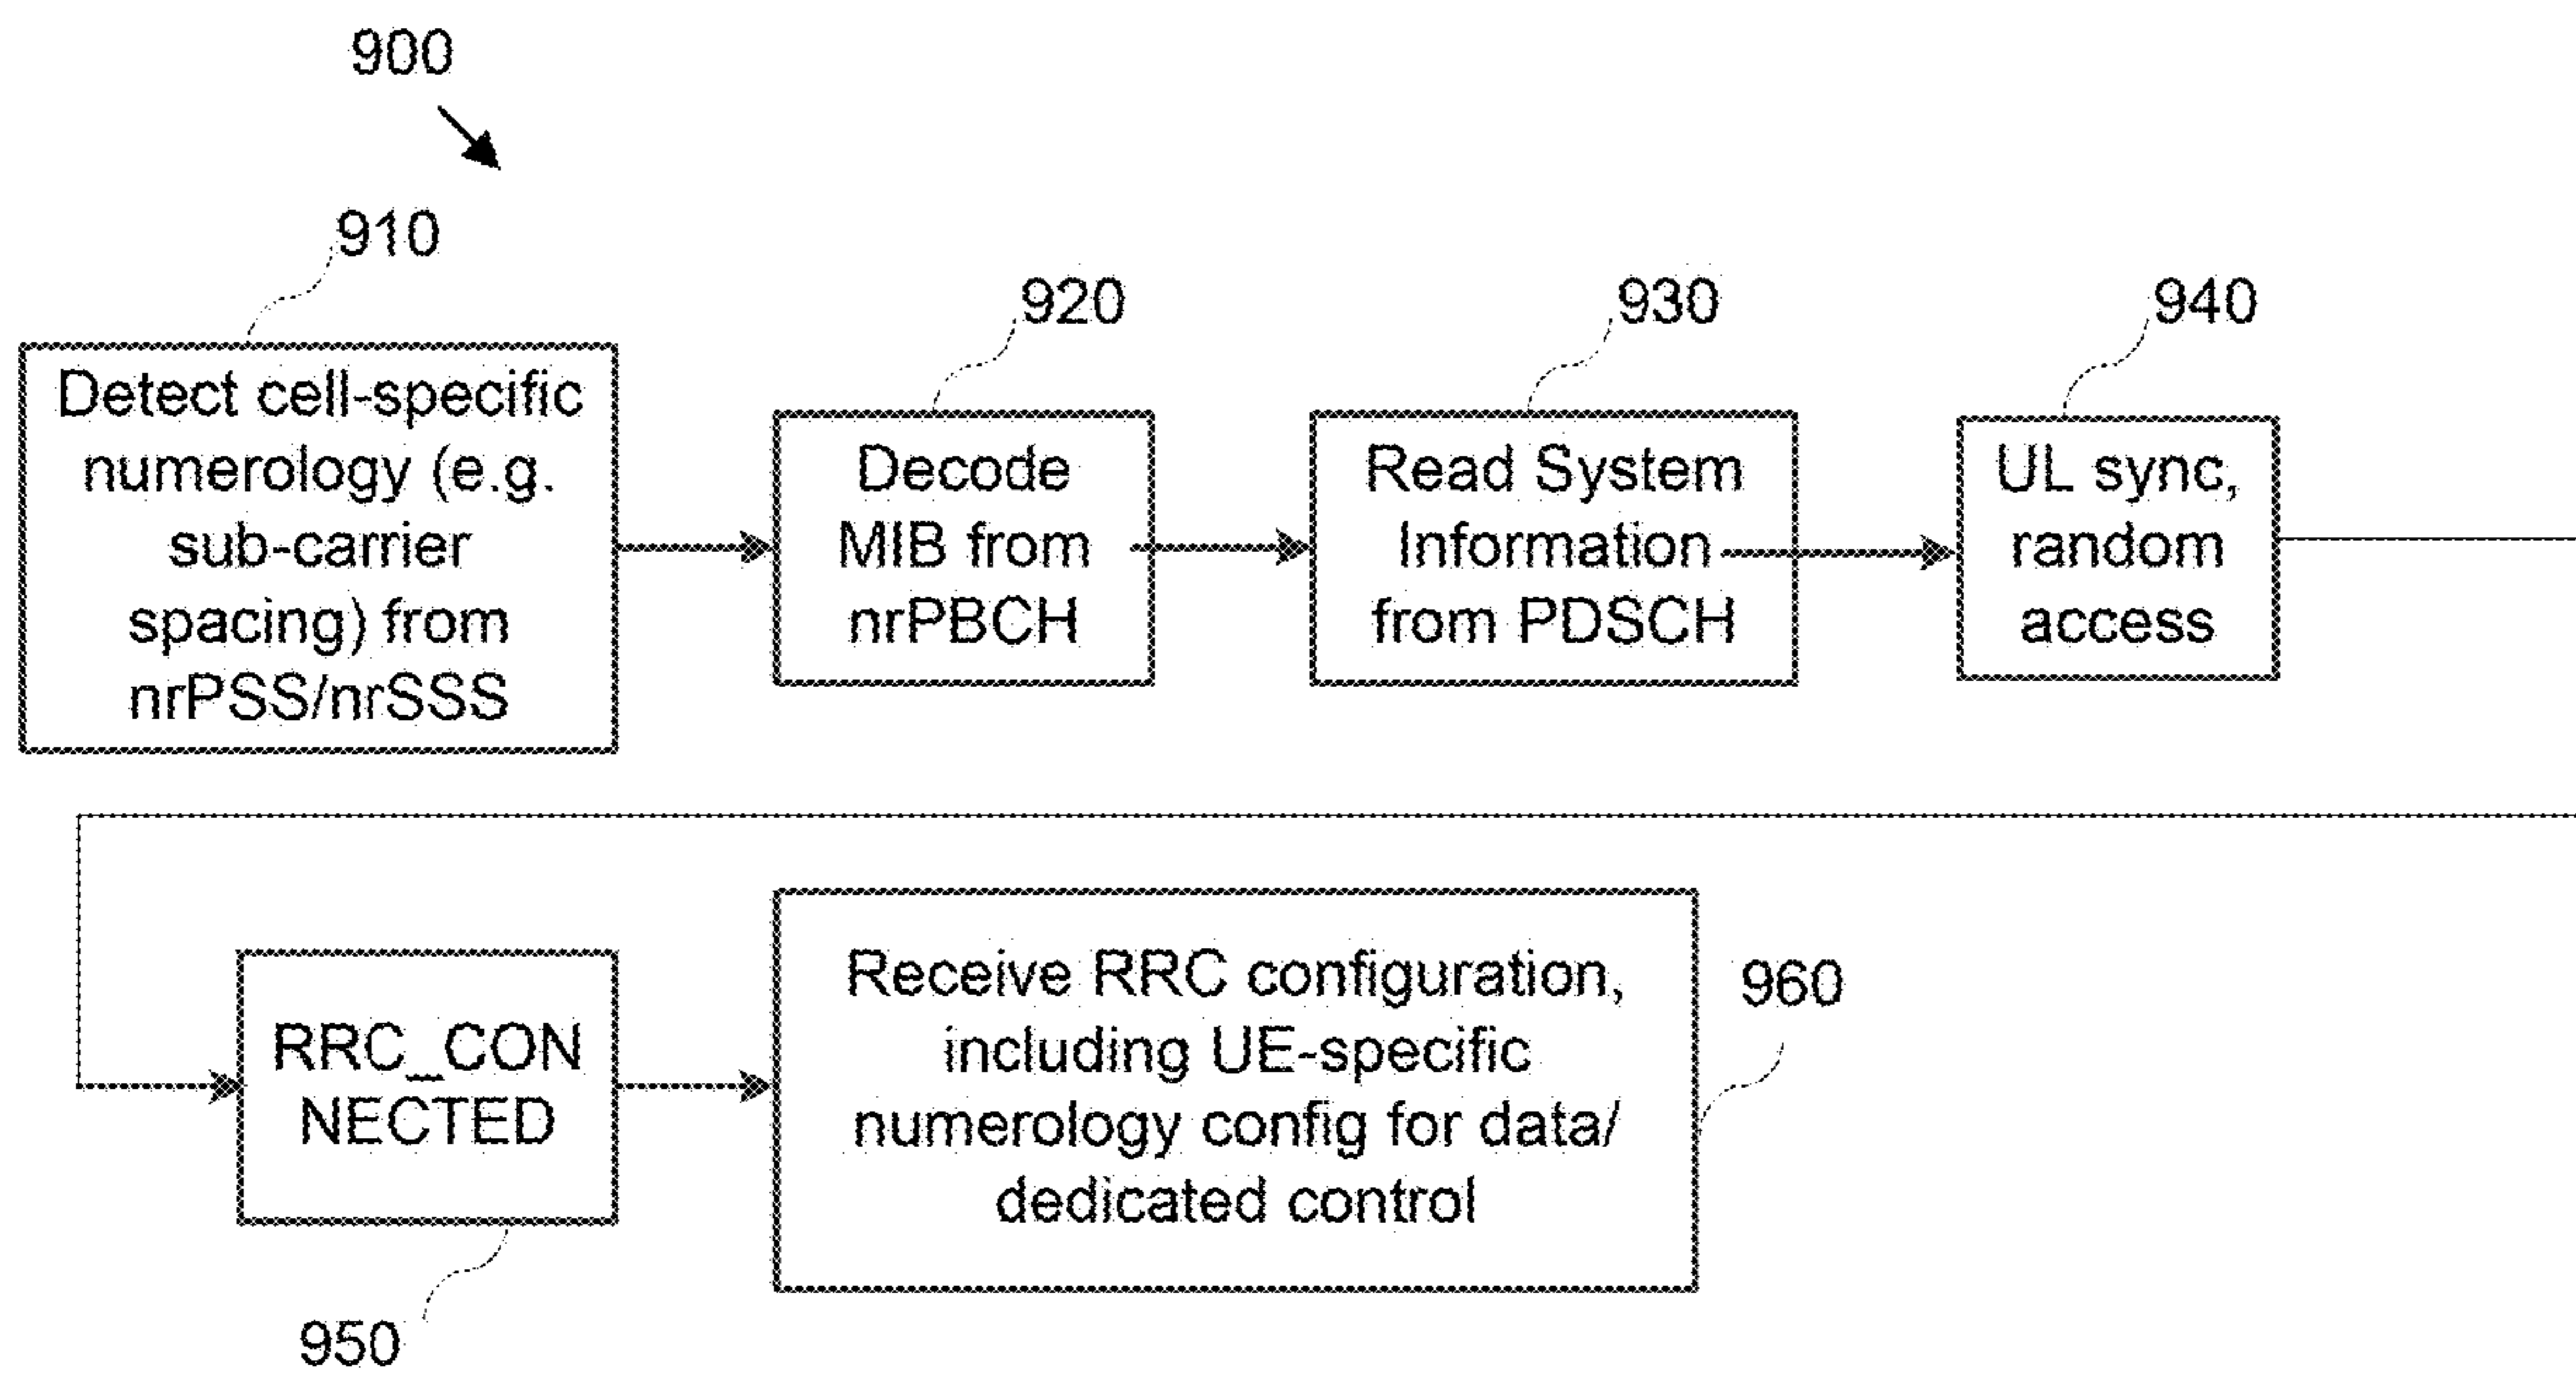 900
910
Detect cell-specific
numerology (e.g.
sub-carrier
spacing) from
nrPSS/nrSSS
920
Decode
MIB from
nrPBCH
930
Read System
Information
from PDSCH
940
UL sync,
random
access
RRC_CON
NECTED
950
Receive RRC configuration,
including UE-specific
numerology config for data/
dedicated control
960